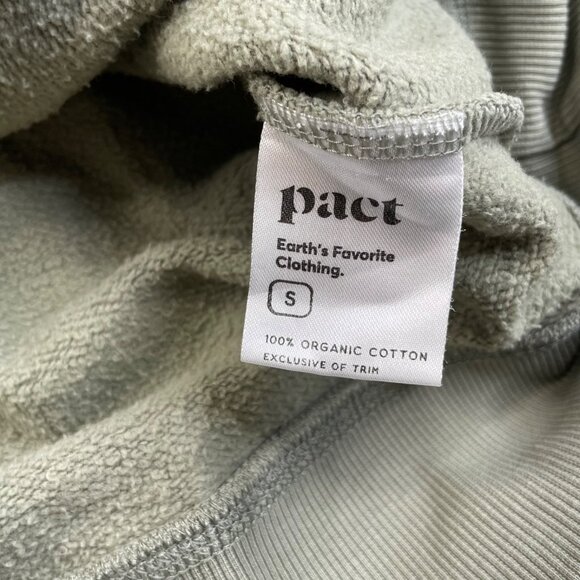 pact
Earth's Favorite
Clothing.
S
100% ORGANIC COTTON
EXCLUSIVE OF TRIM